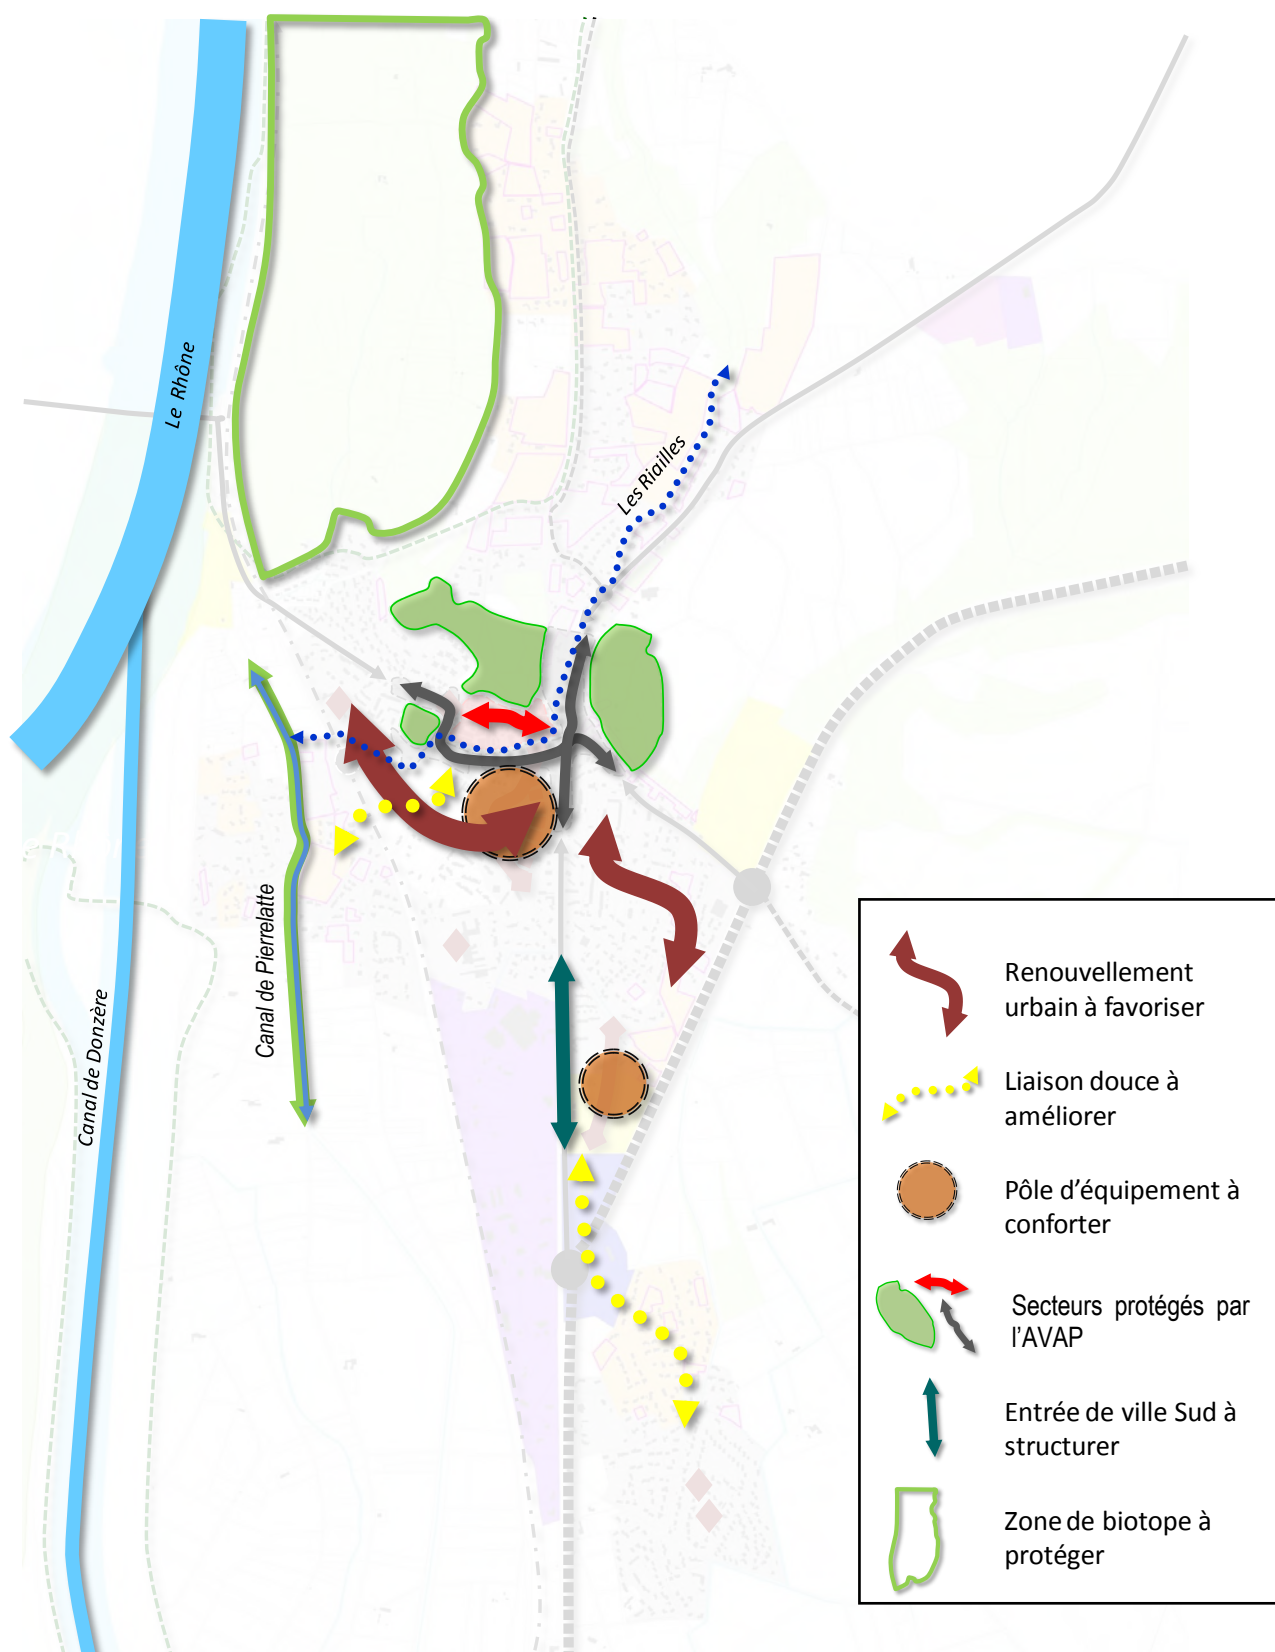 Le Rhône
Les Riailles
Canal de Pierrelatte
Canal de Donzère
Renouvellement
urbain à favoriser
Liaison douce à
améliorer
Pôle d'équipement à
conforter
Secteurs protégés par
l'AVAP
Entrée de ville Sud à
structurer
Zone de biotope à
protéger